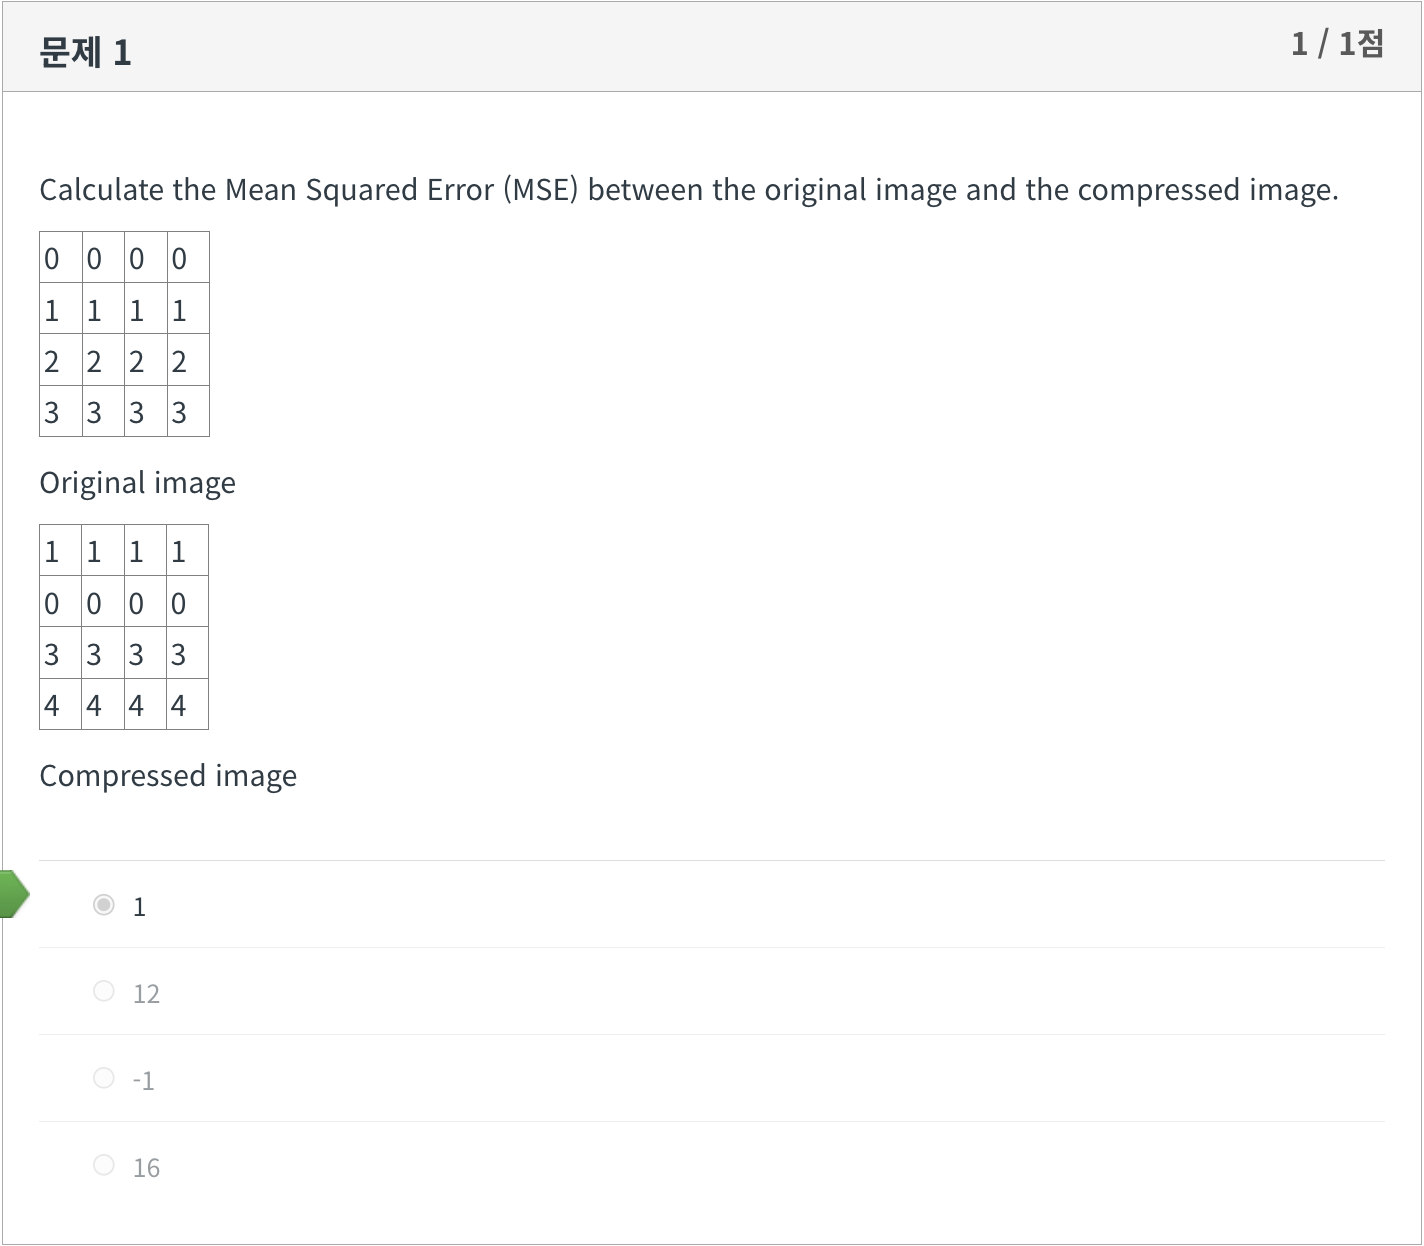 문제 1
1 / 1점
Calculate the Mean Squared Error (MSE) between the original image and the compressed image.
0 0 0 0
1 1 1 1
2 2 2 2
3 3 3 3
Original image
1 1 1 1
0 0 0 0
3 3 3 3
4 4 4 4
Compressed image
1
12
-1
16